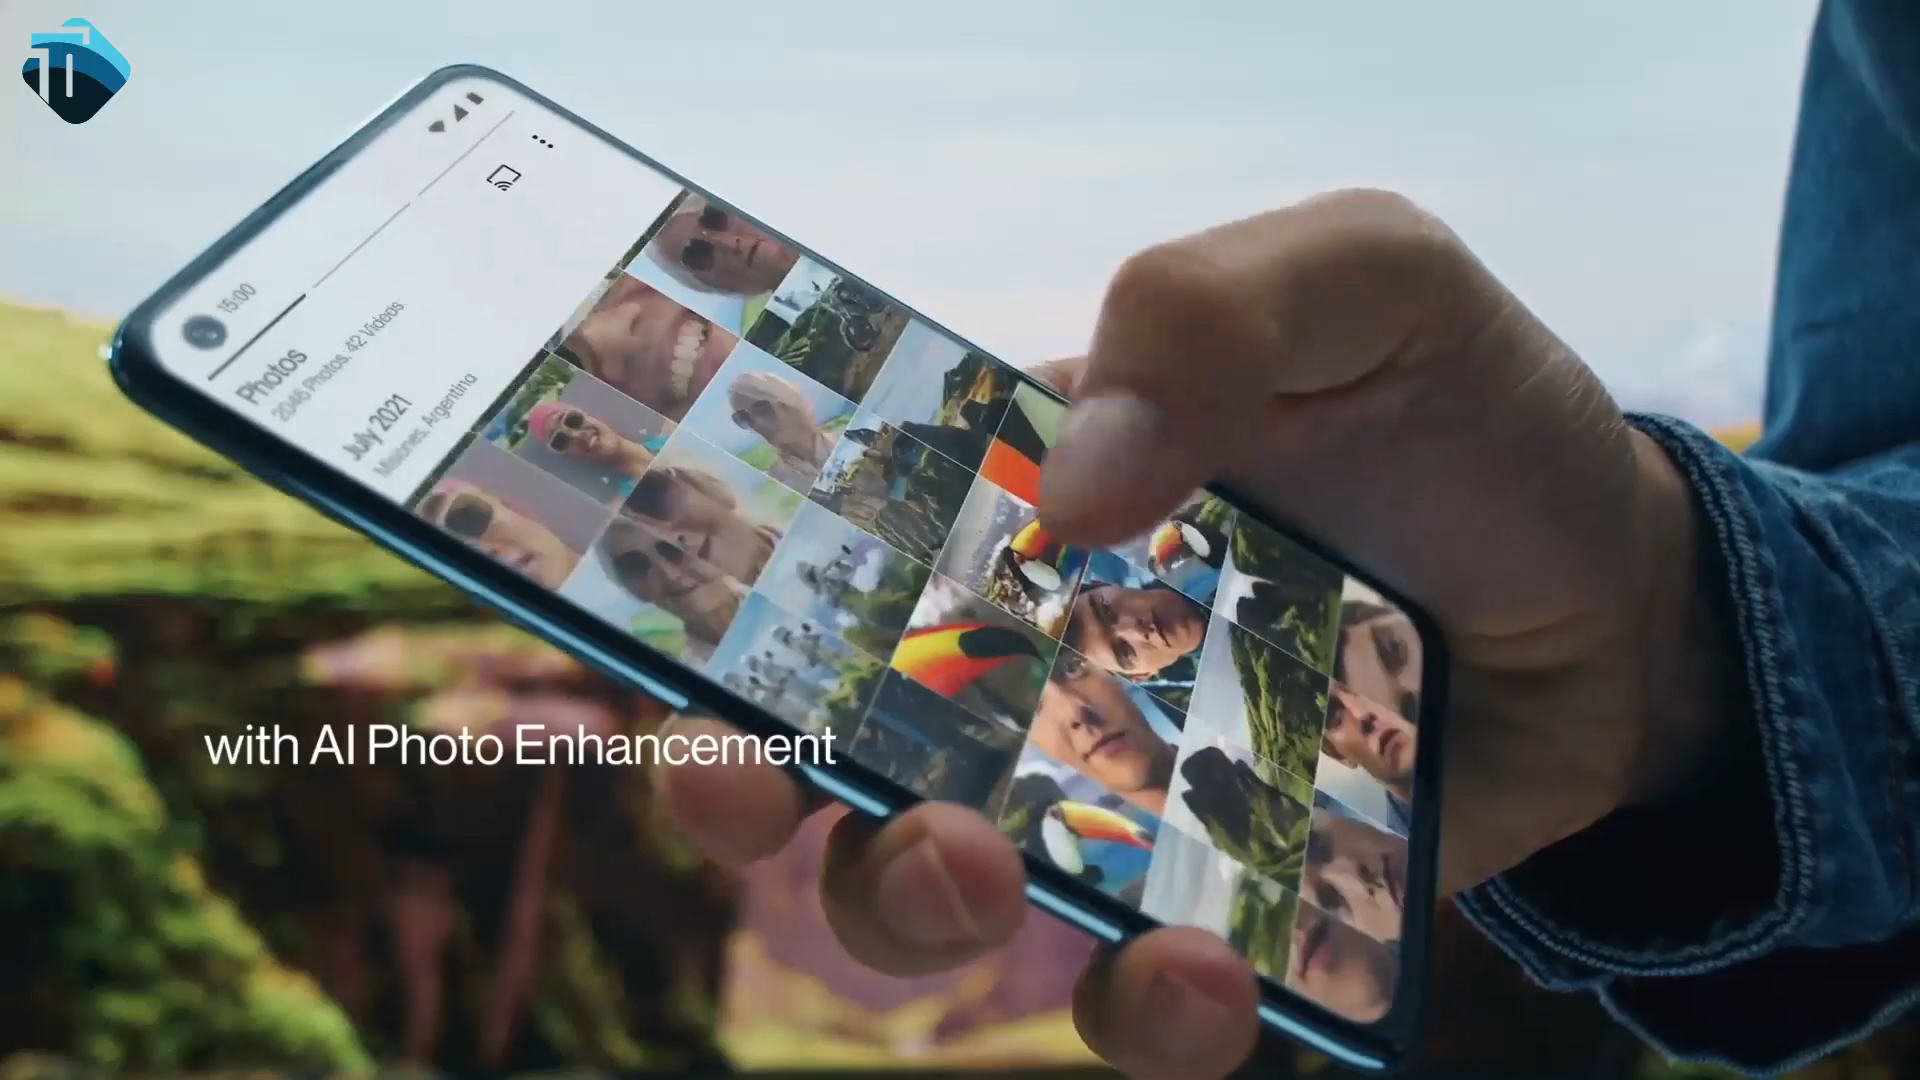 15:00
Photos
2046 Photos, 42 Videos
July 2021
Misiones, Argentina
with AI Photo Enhancement